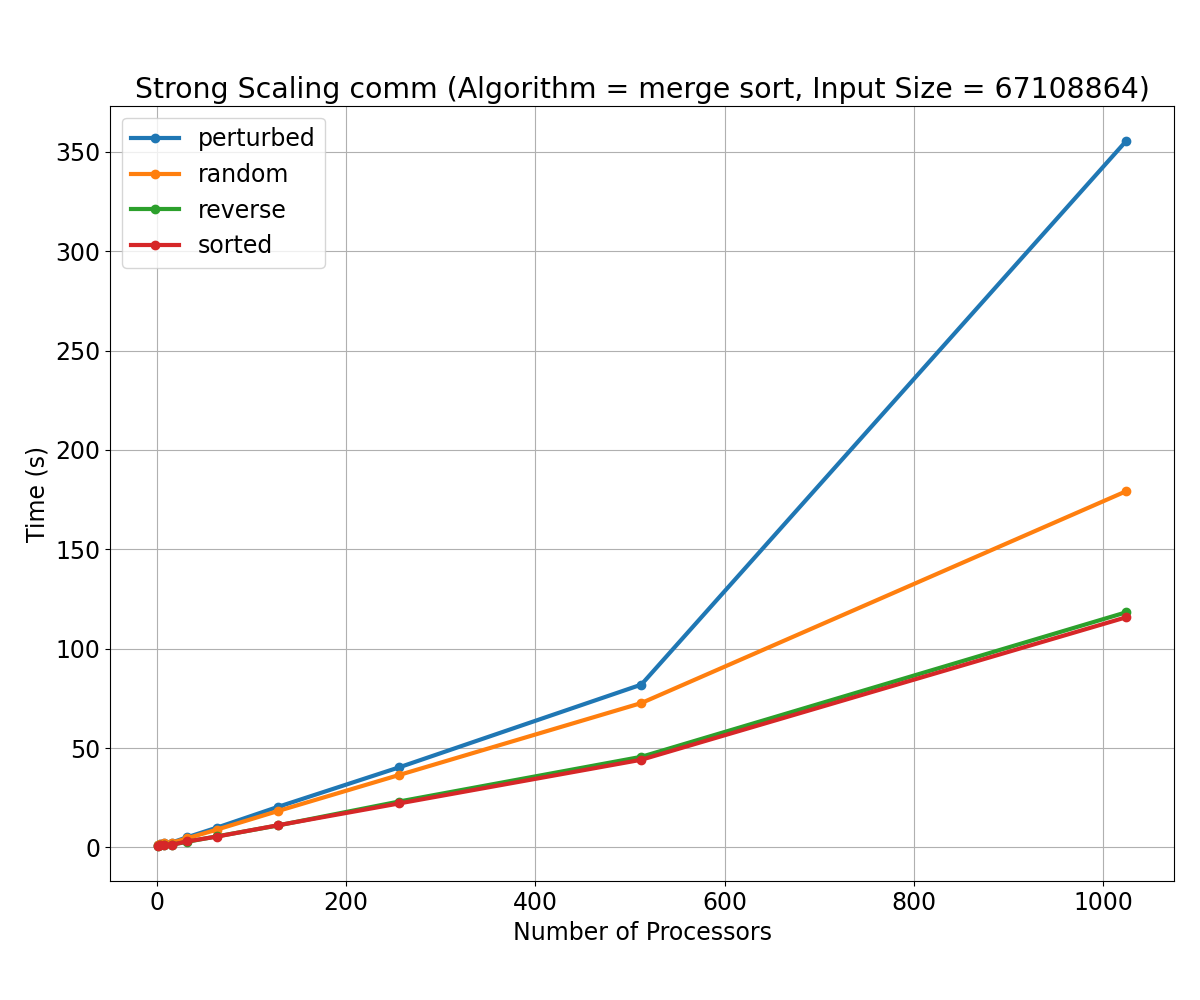 Strong Scaling comm (Algorithm = merge sort, Input Size = 67108864)
perturbed
random
reverse
sorted
350
300
250
200
150
100
50
0
Time (s)
0 200 400 600 800 1000
Number of Processors